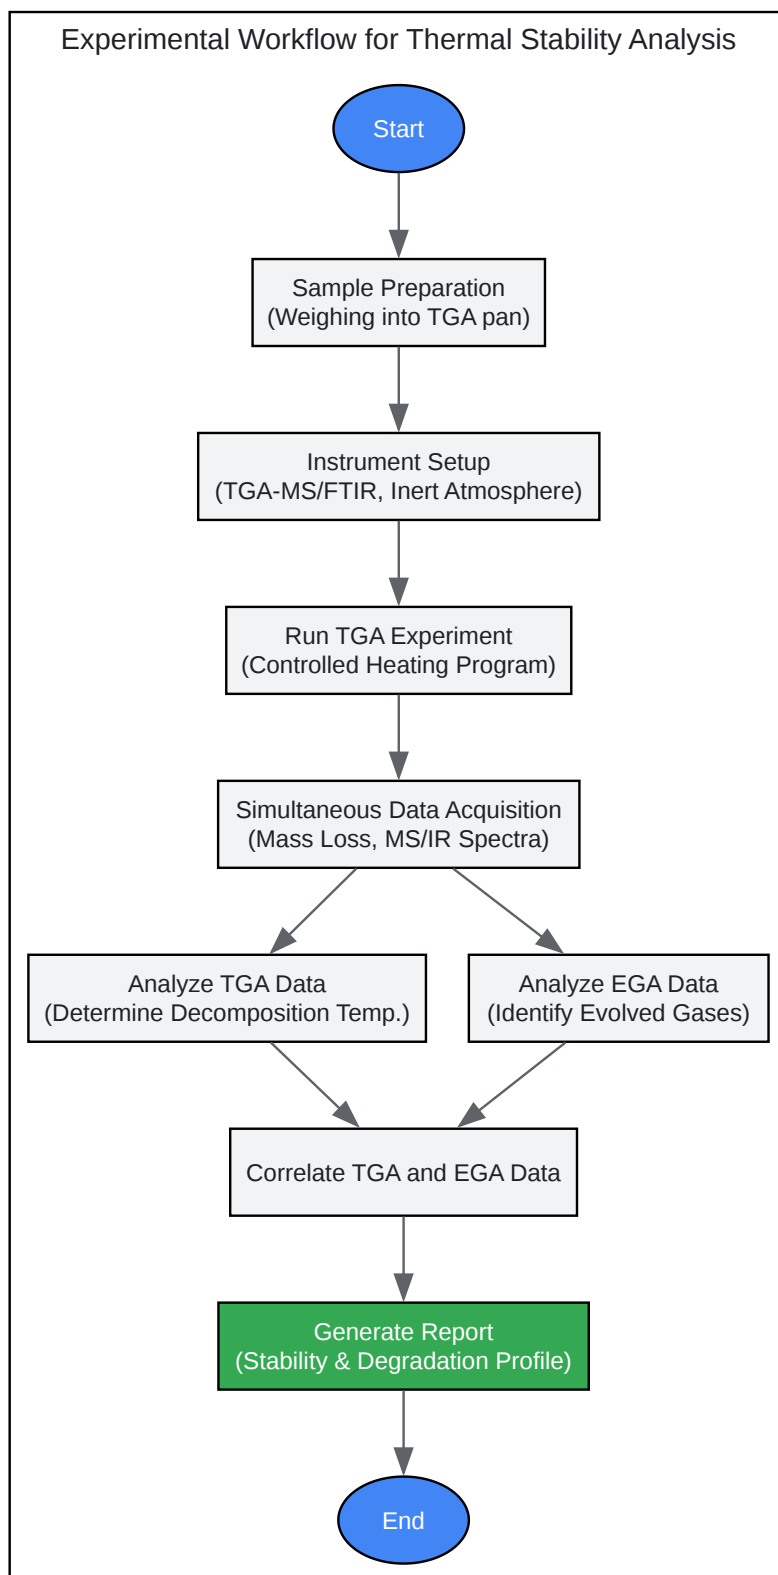 Experimental Workflow for Thermal Stability Analysis
Start
Sample Preparation
(Weighing into TGA pan)
Instrument Setup
(TGA-MS/FTIR, Inert Atmosphere)
Run TGA Experiment
(Controlled Heating Program)
Simultaneous Data Acquisition
(Mass Loss, MS/IR Spectra)
Analyze TGA Data
(Determine Decomposition Temp.)
Analyze EGA Data
(Identify Evolved Gases)
Correlate TGA and EGA Data
Generate Report
(Stability & Degradation Profile)
End